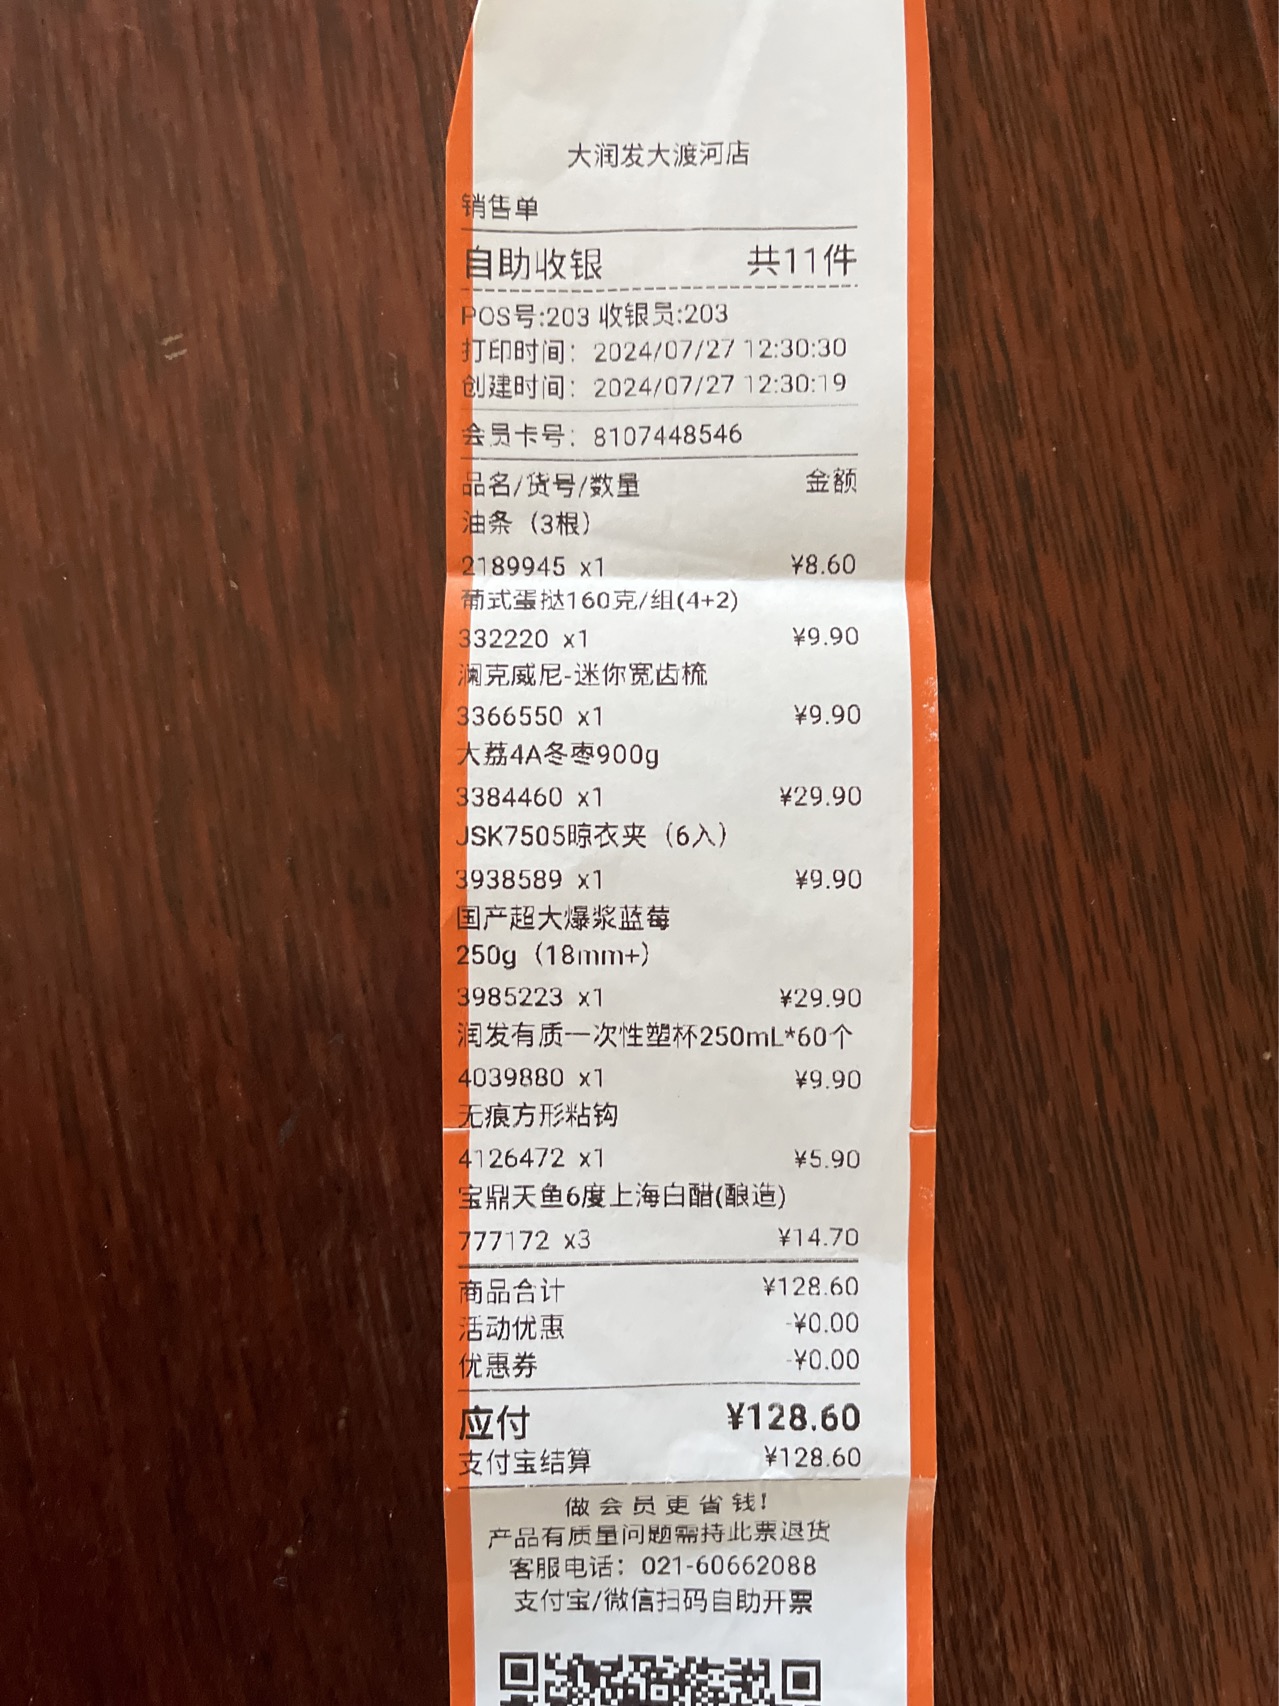 大润发大渡河店
销售单
自助收银 共11件
POS号:203 收银员:203
打印时间：2024/07/27 12:30:30
创建时间：2024/07/27 12:30:19
会员卡号：8107448546
品名/货号/数量 金额
油条（3根）
2189945 x1 ¥8.60
葡式蛋挞160克/组(4+2)
332220 x1 ¥9.90
澜克威尼-迷你宽齿梳
3366550 x1 ¥9.90
大荔4A冬枣900g
3384460 x1 ¥29.90
JSK7505晾衣夹（6入）
3938589 x1 ¥9.90
国产超大爆浆蓝莓
250g（18mm+）
3985223 x1 ¥29.90
润发有质一次性塑杯250mL*60个
4039880 x1 ¥9.90
无痕方形粘钩
4126472 x1 ¥5.90
宝鼎天鱼6度上海白醋(酿造)
777172 x3 ¥14.70
商品合计 ¥128.60
活动优惠 -¥0.00
优惠券 -¥0.00
应付 ¥128.60
支付宝结算 ¥128.60
做会员更省钱!
产品有质量问题需持此票退货
客服电话：021-60662088
支付宝/微信扫码自助开票